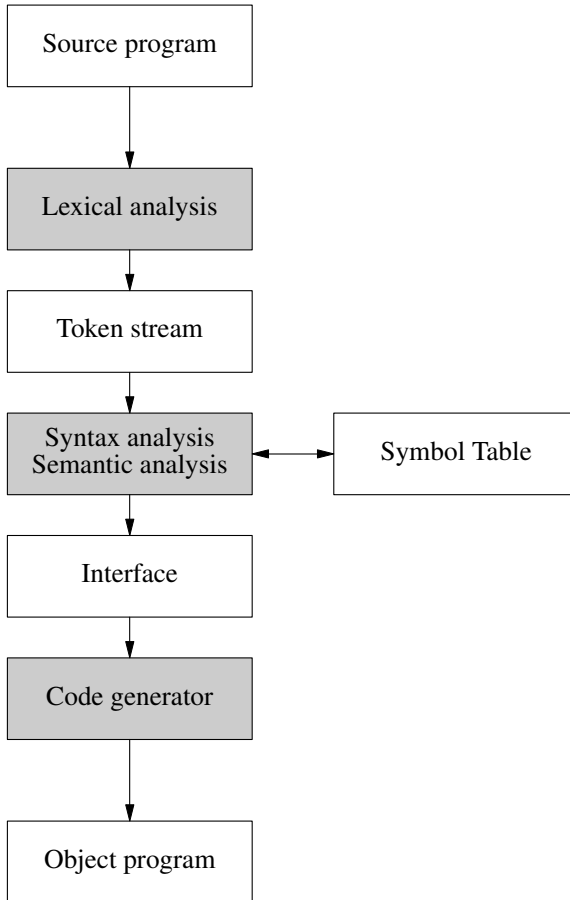 Source program
Lexical analysis
Token stream
Syntax analysis
Semantic analysis
Symbol Table
Interface
Code generator
Object program